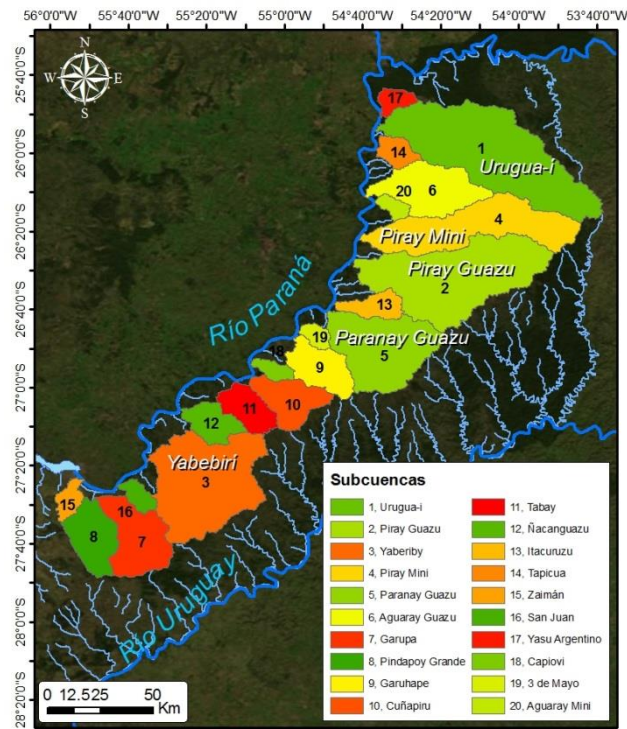 56°0'0"O 55°40'0"O 55°20'0"O 55°0'0"O 54°40'0"O 54°20'0"O 54°0'0"O 53°40'0"O
N
W E
S
25°40'0"S
26°0'0"S
26°20'0"S
26°40'0"S
27°0'0"S
27°20'0"S
27°40'0"S
28°0'0"S
28°20'0"S
17
1
Urugua-í
14
20 6
4
Piray Mini
Piray Guazu
2
13
Río Paraná
19 Paranay Guazu
18
9 5
11 10
12
Yabebirí
3
15 16
8 7
Río Uruguay
Subcuencas
1, Urugua-i
2, Piray Guazu
3, Yaberiby
4, Piray Mini
5, Paranay Guazu
6, Aguaray Guazu
7, Garupa
8, Pindapoy Grande
9, Garuhape
10, Cuñapiru
11, Tabay
12, Ñacanguazu
13, Itacuruzu
14, Tapicua
15, Zaimán
16, San Juan
17, Yasu Argentino
18, Capiovi
19, 3 de Mayo
20, Aguaray Mini
0 12.525 50
Km